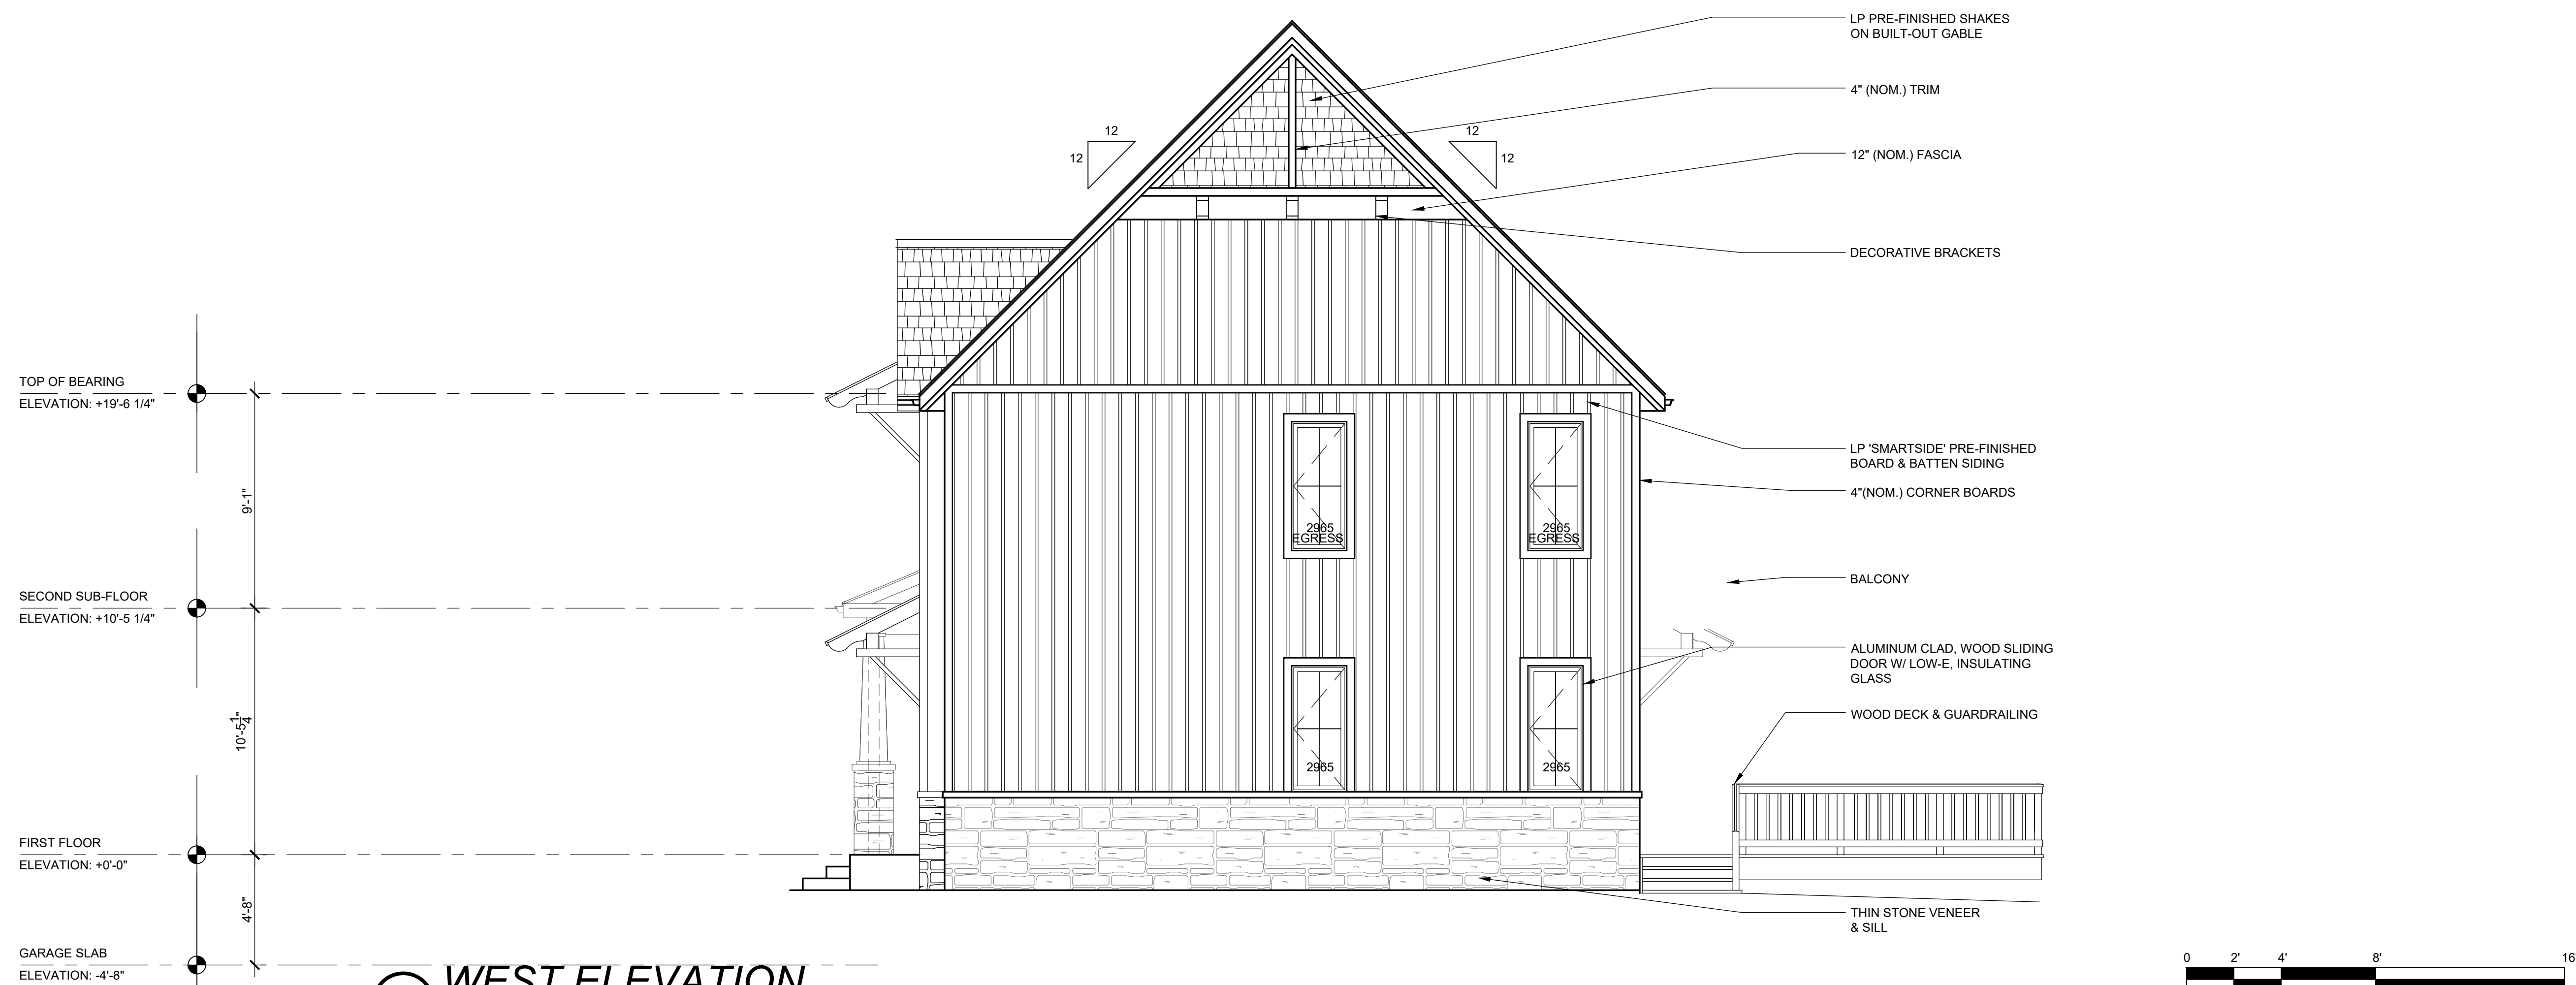 LP PRE-FINISHED SHAKES
ON BUILT-OUT GABLE
4" (NOM.) TRIM
12
12
12
12
12" (NOM.) FASCIA
DECORATIVE BRACKETS
TOP OF BEARING
ELEVATION: +19'-6 1/4"
LP 'SMARTSIDE' PRE-FINISHED
BOARD & BATTEN SIDING
4"(NOM.) CORNER BOARDS
9'-1"
2965
EGRESS
2965
EGRESS
BALCONY
SECOND SUB-FLOOR
ELEVATION: +10'-5 1/4"
ALUMINUM CLAD, WOOD SLIDING
DOOR W/ LOW-E, INSULATING
GLASS
WOOD DECK & GUARDRAILING
10'-5 1/4"
2965
2965
FIRST FLOOR
ELEVATION: +0'-0"
4'-8"
THIN STONE VENEER
& SILL
GARAGE SLAB
ELEVATION: -4'-8"
WEST ELEVATION
0 2' 4' 8' 16'